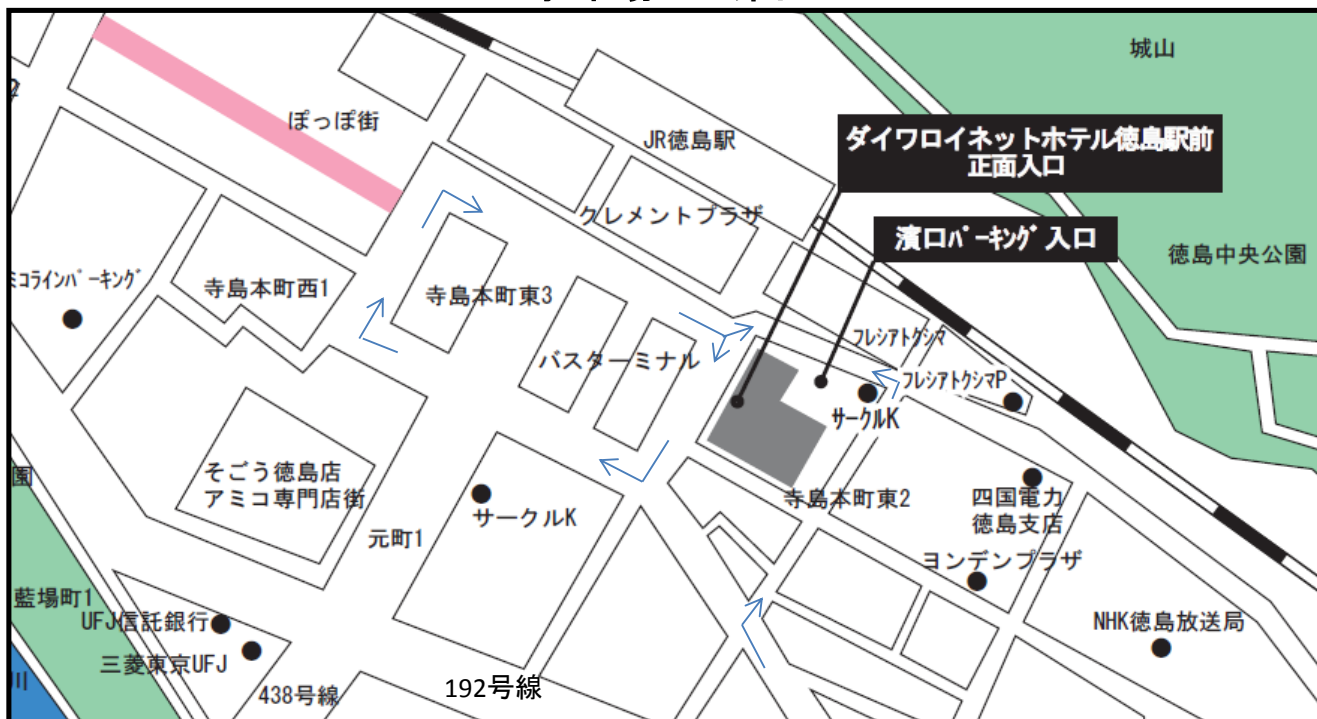 城山
ぽっぽ街
JR徳島駅
ダイワロイネットホテル徳島駅前
正面入口
クレメントプラザ
濱口ﾊﾟｰｷﾝｸﾞ入口
徳島中央公園
ミコラインﾊﾟｰｷﾝｸﾞ
寺島本町西1
寺島本町東3
フレシアトクシマ
バスターミナル
フレシアトクシマP
サークルK
そごう徳島店
アミコ専門店街
園
サークルK
寺島本町東2
四国電力
徳島支店
元町1
ヨンデンプラザ
藍場町1
UFJ信託銀行
NHK徳島放送局
三菱東京UFJ
川
438号線
192号線